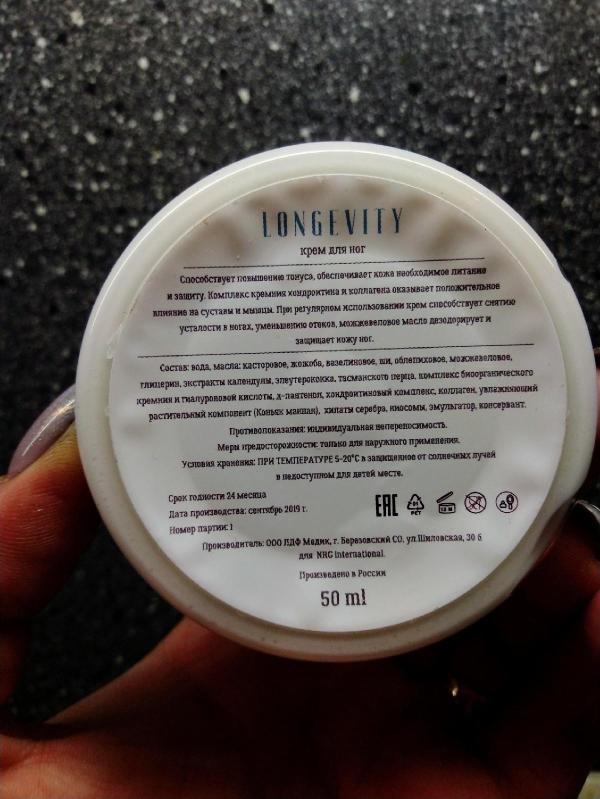 LONGEVITY
крем для ног
Способствует повышению тонуса, обеспечивает коже необходимое питание
и защиту. Комплекс кремния хондроитина и коллагена оказывает положительное
влияние на суставы и мышцы. При регулярном использовании крем способствует снятию
усталости в ногах, уменьшению отеков, можжевеловое масло дезодорирует и
защищает кожу ног.
Состав: вода, масла: касторовое, жожоба, вазелиновое, ши, облепиховое, можжевеловое,
глицерин, экстракты календулы, элеутерококка, тасманского перца, комплекс биоорганического
кремния и гиалуроновой кислоты, д-пантенол, хондроитиновый комплекс, коллаген, увлажняющий
растительный компонент (Коньяк маннан), хилаты серебра, ниосомы, эмульгатор, консервант.
Противопоказания: индивидуальная непереносимость.
Меры предосторожности: только для наружного применения.
Условия хранения: ПРИ ТЕМПЕРАТУРЕ 5-20°С в защищенное от солнечных лучей
и недоступном для детей месте.
Срок годности 24 месяца
Дата производства: сентябрь 2019 г.
Номер партии: 1
EAC
01
PET
12 M
Производитель: ООО ЛДФ Медик, г. Березовский СО, ул.Шиловская, 30 б
для NRG International.
Произведено в России
50 ml